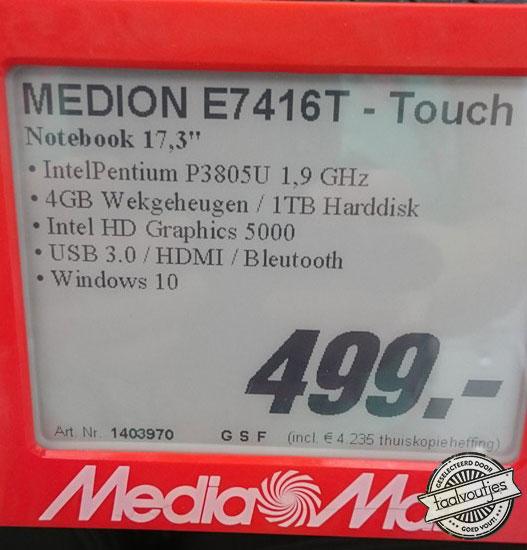 MEDION E7416T - Touch
Notebook 17,3"
• IntelPentium P3805U 1,9 GHz
• 4GB Wekgeheugen / 1TB Harddisk
• Intel HD Graphics 5000
• USB 3.0 / HDMI / Bleutooth
• Windows 10
499.-
Art. Nr. 1403970 G S F (incl. € 4.235 thuiskopieheffing)
Media Ma
GESELECTEERD DOOR
taalvoutjes
GOED VOUT!